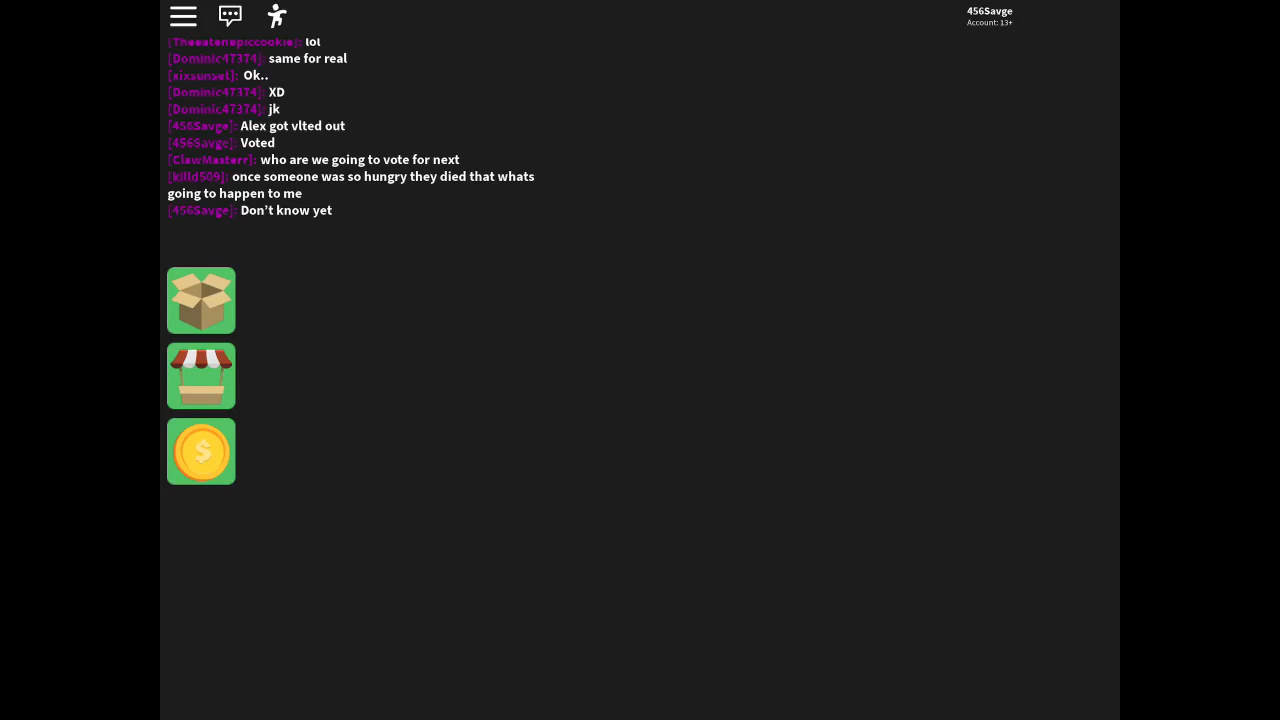 456Savge
Account: 13+
[Theeatenepiccookie]: lol
[Dominic47374]: same for real
[xixsunset]: Ok..
[Dominic47374]: XD
[Dominic47374]: jk
[456Savge]: Alex got vlted out
[456Savge]: Voted
[ClawMasterr]: who are we going to vote for next
[killd509]: once someone was so hungry they died that whats
going to happen to me
[456Savge]: Don't know yet
$